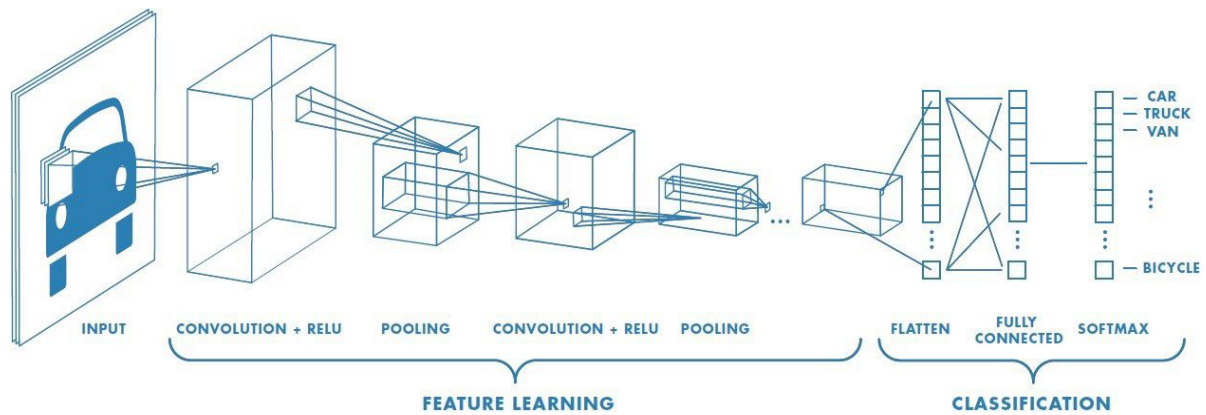 CAR
TRUCK
VAN
BICYCLE
INPUT
CONVOLUTION + RELU
POOLING
CONVOLUTION + RELU
POOLING
FLATTEN
FULLY
CONNECTED
SOFTMAX
FEATURE LEARNING
CLASSIFICATION